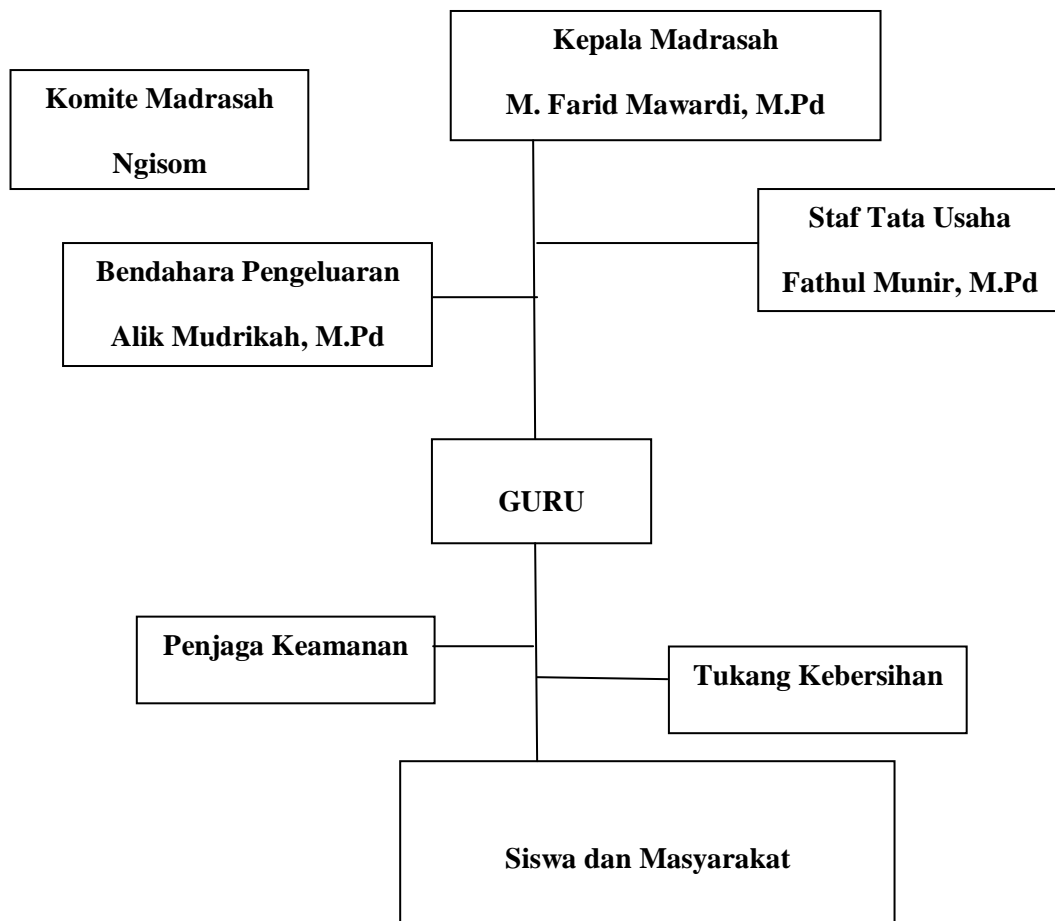 Kepala Madrasah
M. Farid Mawardi, M.Pd
Komite Madrasah
Ngisom
Staf Tata Usaha
Fathul Munir, M.Pd
Bendahara Pengeluaran
Alik Mudrikah, M.Pd
GURU
Penjaga Keamanan
Tukang Kebersihan
Siswa dan Masyarakat